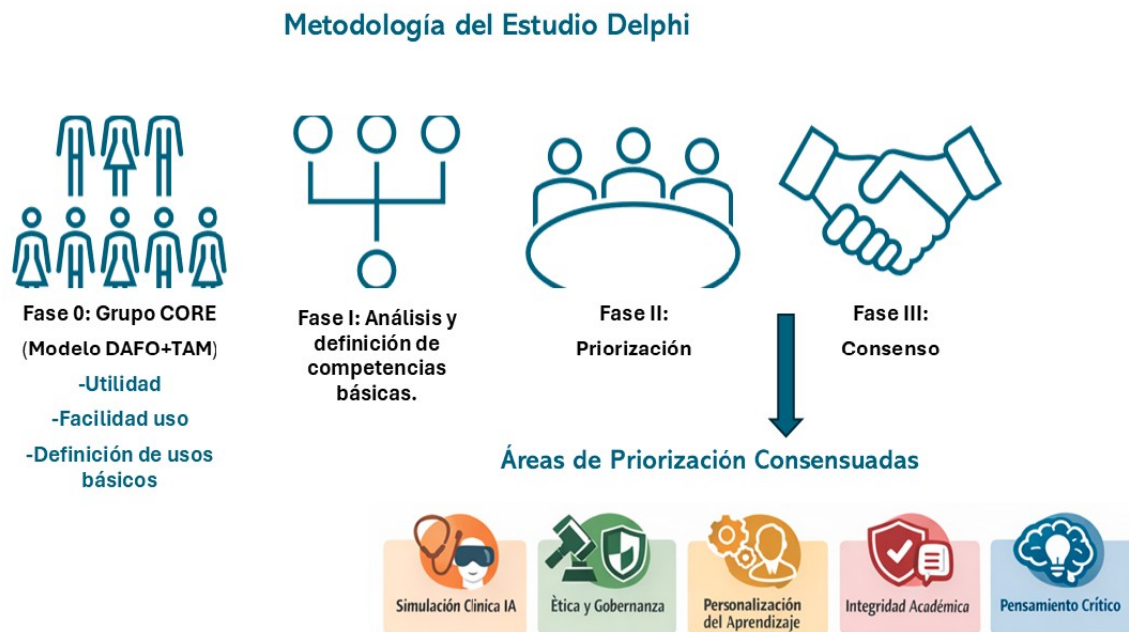 Metodología del Estudio Delphi
Fase 0: Grupo CORE
(Modelo DAFO+TAM)
-Utilidad
-Facilidad uso
-Definición de usos
básicos
Fase I: Análisis y
definición de
competencias
básicas.
Fase II:
Priorización
Fase III:
Consenso
Áreas de Priorización Consensuadas
Simulación Clinica IA
Ètica y Gobernanza
Personalización
del Aprendizaje
Integridad Académica
Pensamiento Crítico